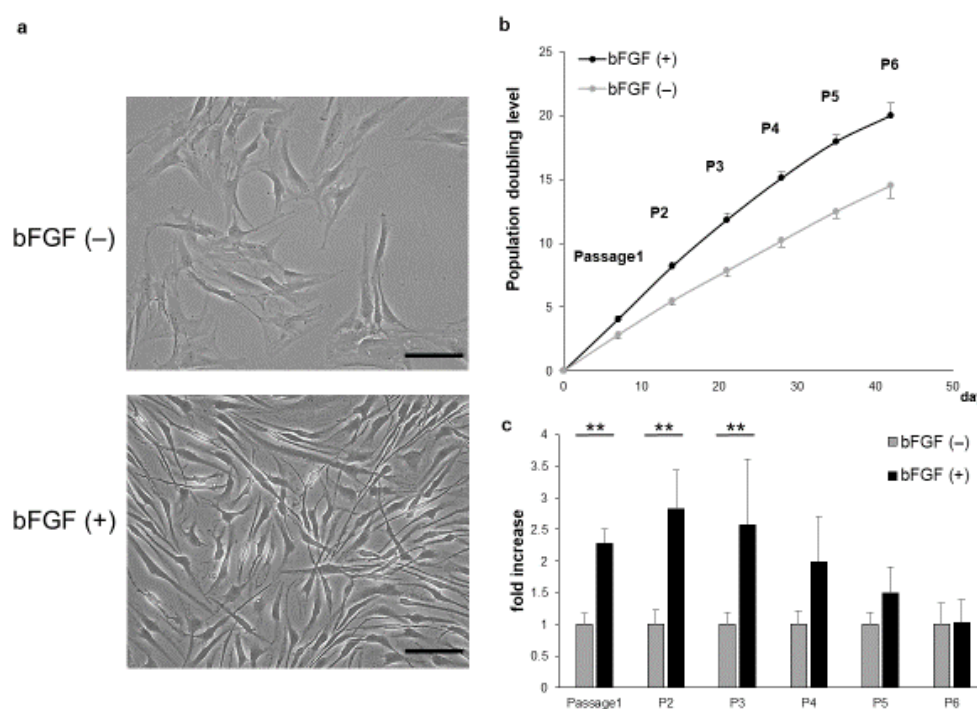 a
bFGF (–)
bFGF (+)
b
Population doubling level
25
20
15
10
5
0
bFGF (+)
bFGF (–)
Passage1
P2
P3
P4
P5
P6
0 10 20 30 40 50
da
c
fold increase
4
3.5
3
2.5
2
1.5
1
0.5
0
** ** **
bFGF (–)
bFGF (+)
Passage1 P2 P3 P4 P5 P6